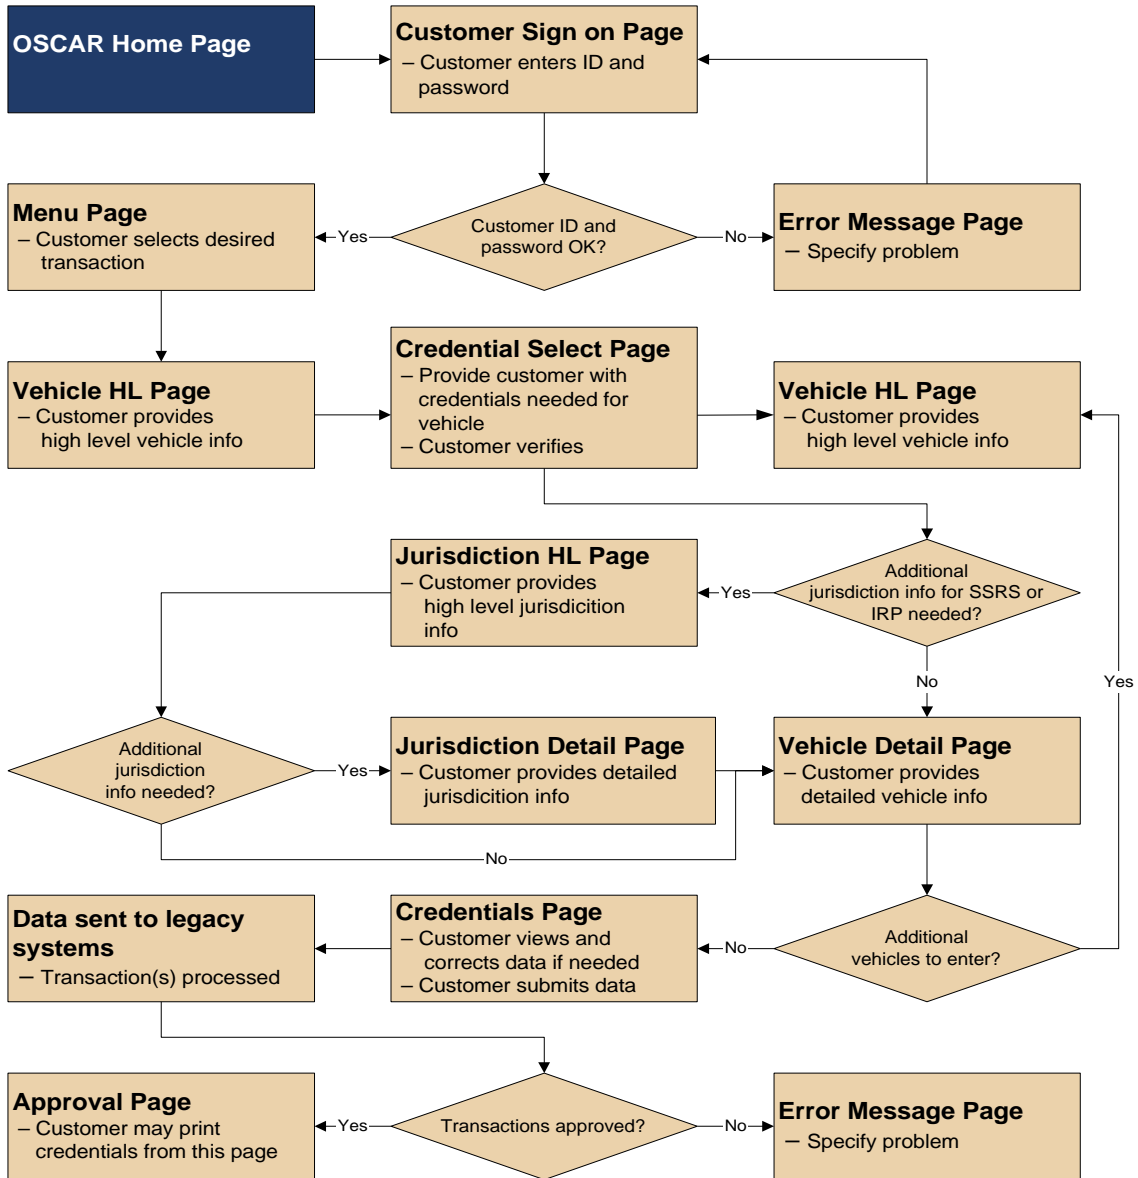 OSCAR Home Page
Customer Sign on Page
– Customer enters ID and
password
Menu Page
– Customer selects desired
transaction
Yes
Customer ID and
password OK?
No
Error Message Page
– Specify problem
Vehicle HL Page
– Customer provides
high level vehicle info
Credential Select Page
– Provide customer with
credentials needed for
vehicle
– Customer verifies
Vehicle HL Page
– Customer provides
high level vehicle info
Jurisdiction HL Page
– Customer provides
high level jurisdicition
info
Yes
Additional
jurisdiction info for SSRS or
IRP needed?
No
Yes
Additional
jurisdiction
info needed?
Yes
Jurisdiction Detail Page
– Customer provides detailed
jurisdicition info
Vehicle Detail Page
– Customer provides
detailed vehicle info
No
Data sent to legacy
systems
– Transaction(s) processed
Credentials Page
– Customer views and
corrects data if needed
– Customer submits data
No
Additional
vehicles to enter?
Approval Page
– Customer may print
credentials from this page
Yes
Transactions approved?
No
Error Message Page
– Specify problem